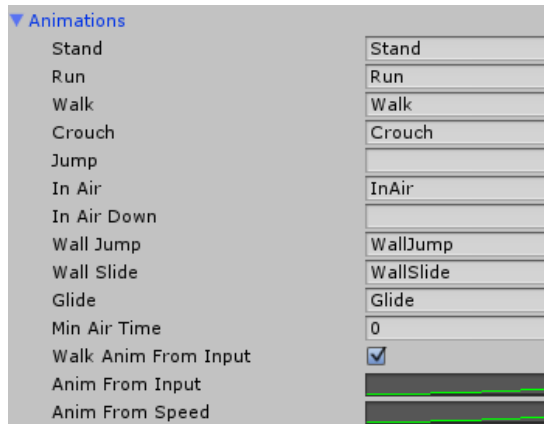 Animations
Stand Stand
Run Run
Walk Walk
Crouch Crouch
Jump
In Air InAir
In Air Down
Wall Jump WallJump
Wall Slide WallSlide
Glide Glide
Min Air Time 0
Walk Anim From Input
Anim From Input
Anim From Speed